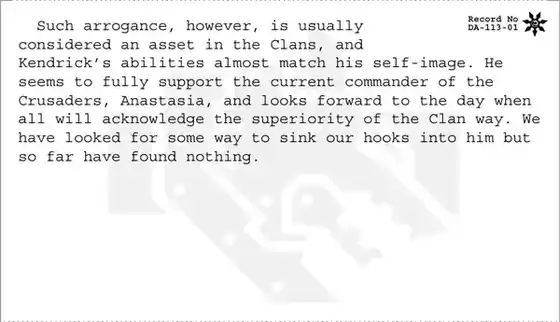 Such arrogance, however, is usually
considered an asset in the Clans, and
Kendrick's abilities almost match his self-image. He
seems to fully support the current commander of the
Crusaders, Anastasia, and looks forward to the day when
all will acknowledge the superiority of the Clan way. We
have looked for some way to sink our hooks into him but
so far have found nothing.
Record No
DA-113-01